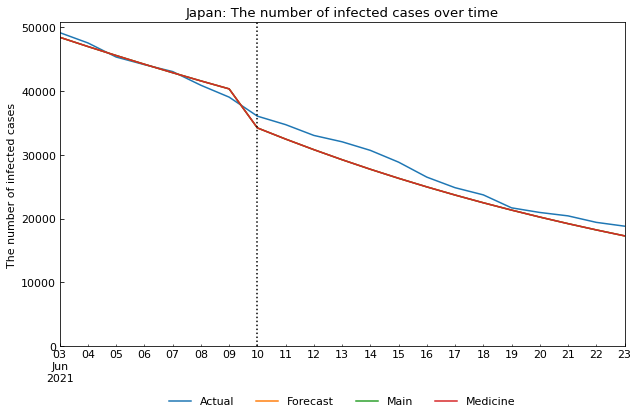 Japan: The number of infected cases over time
The number of infected cases
50000
40000
30000
20000
10000
0
03 04 05 06 07 08 09 10 11 12 13 14 15 16 17 18 19 20 21 22 23
Jun
2021
Actual Forecast Main Medicine